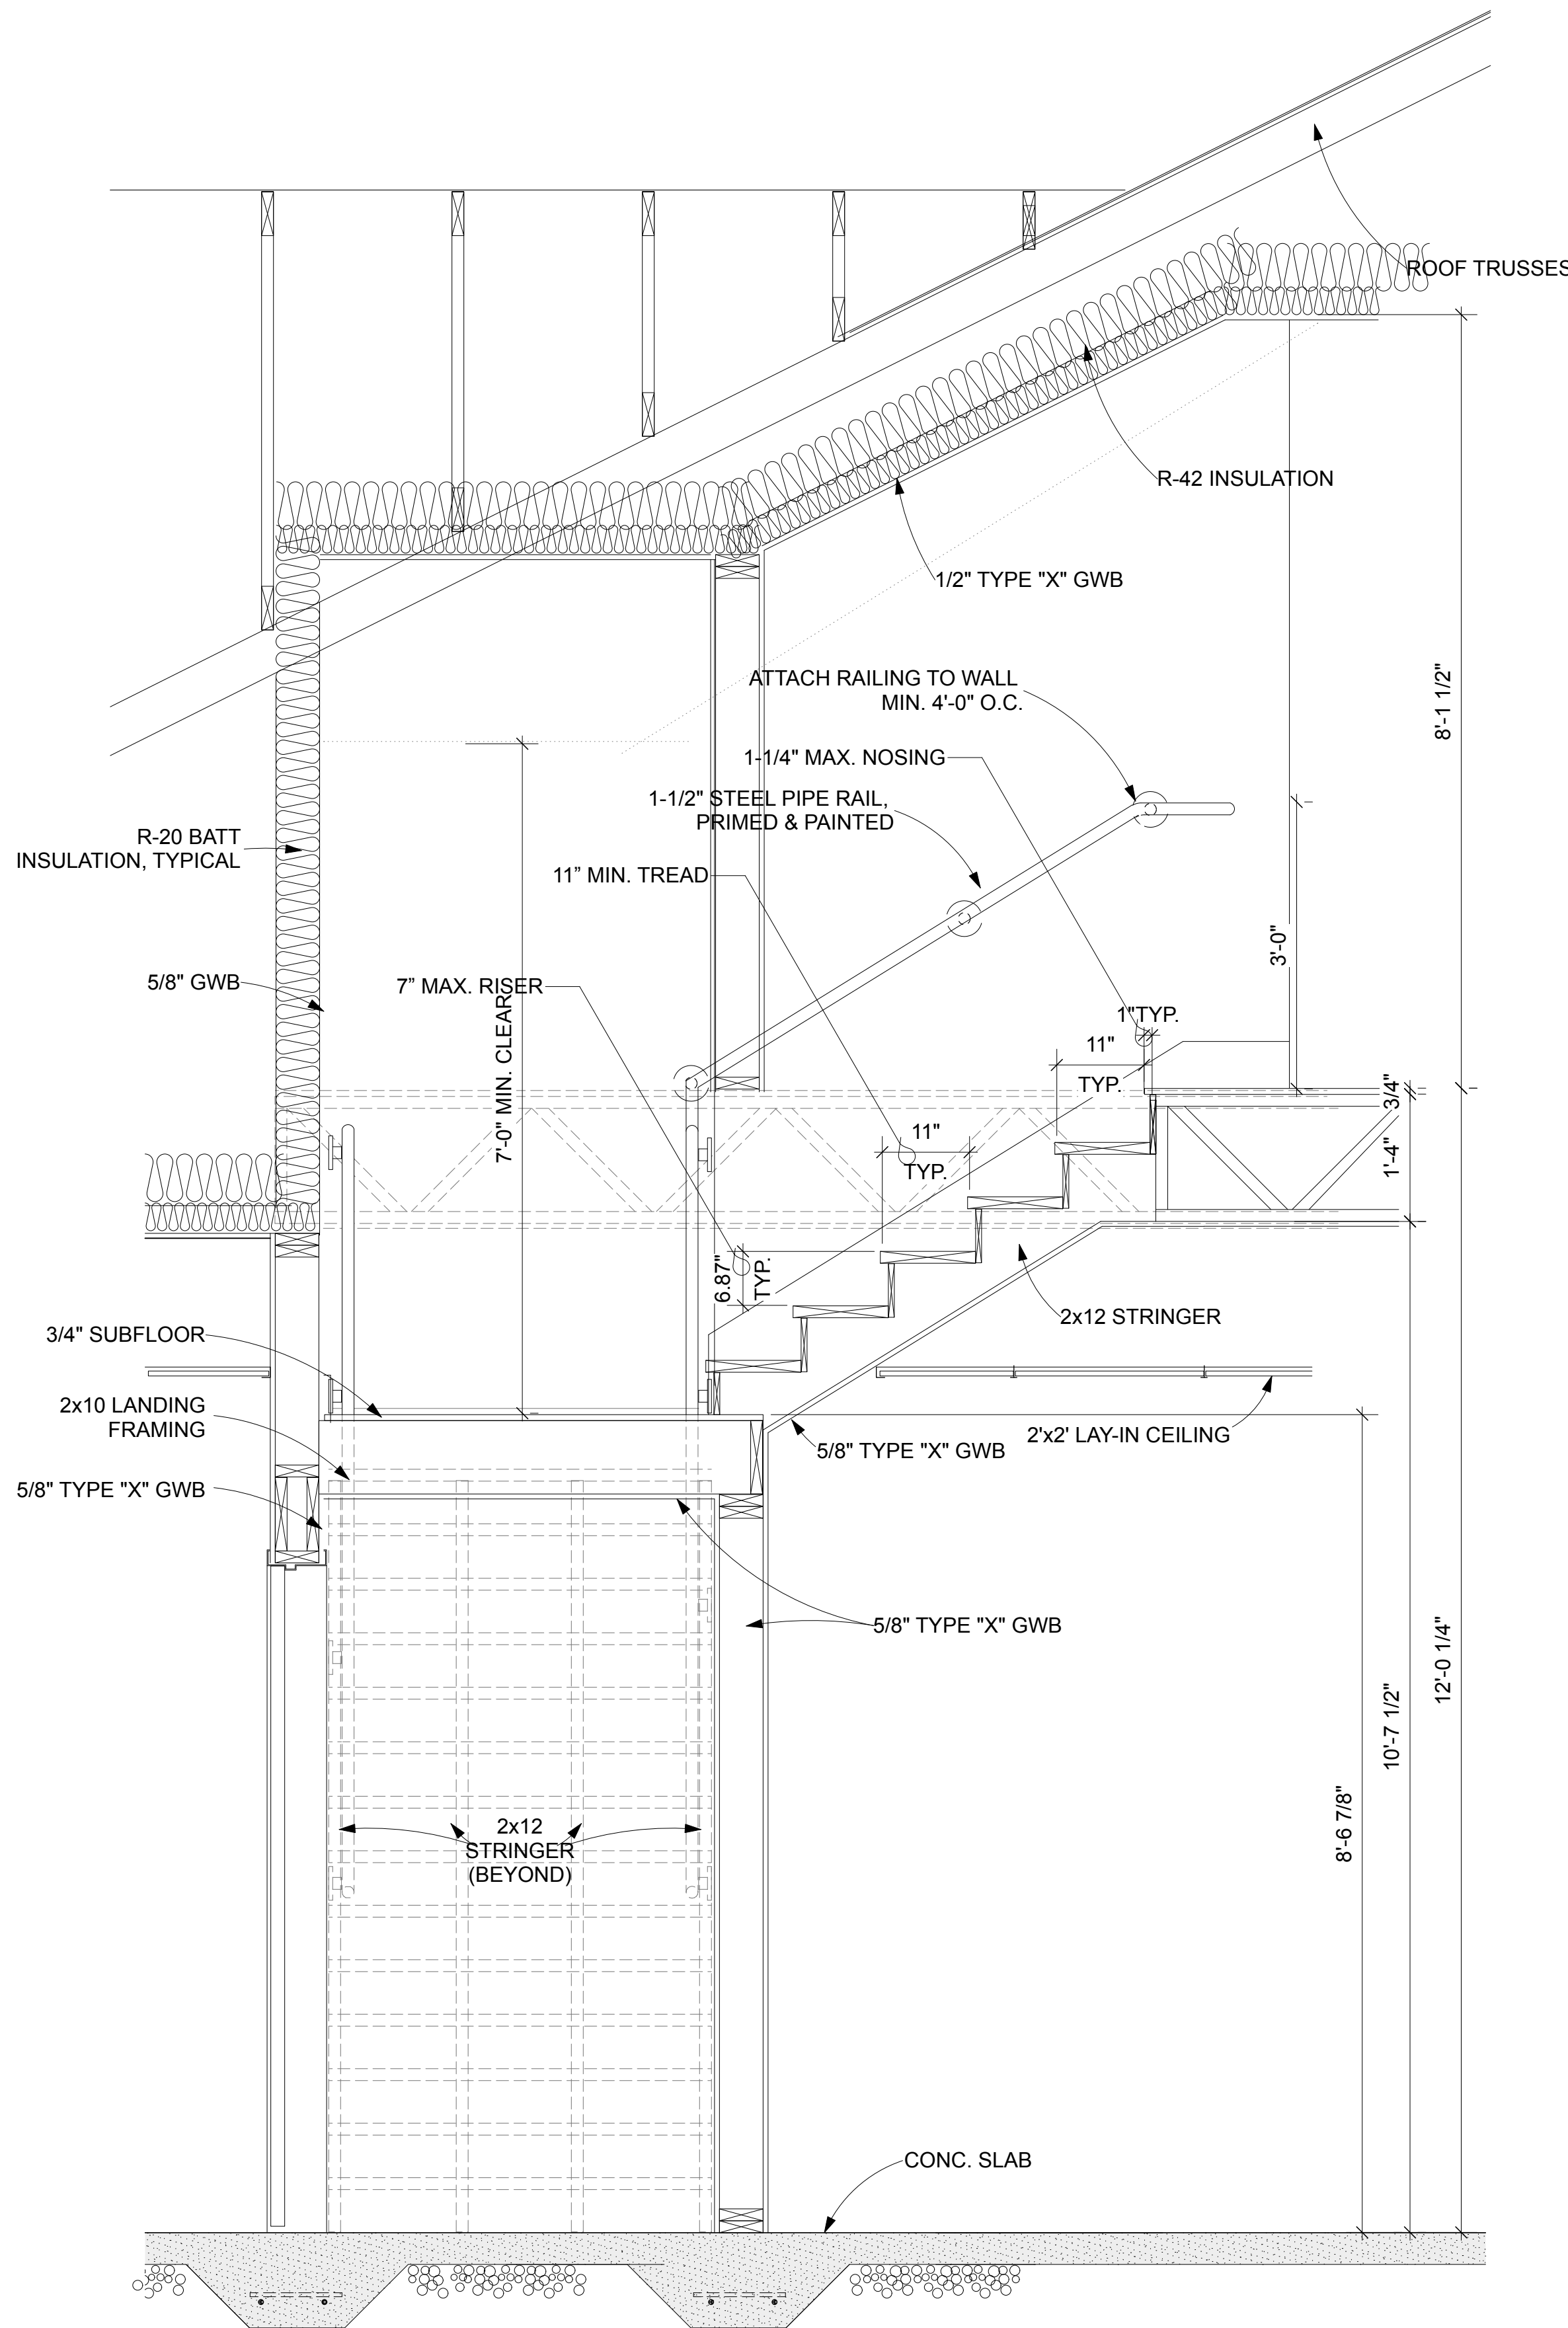 ROOF TRUSSES
R-42 INSULATION
1/2" TYPE "X" GWB
ATTACH RAILING TO WALL
MIN. 4'-0" O.C.
8'-1 1/2"
1-1/4" MAX. NOSING
1-1/2" STEEL PIPE RAIL,
PRIMED & PAINTED
R-20 BATT
INSULATION, TYPICAL
11” MIN. TREAD
3'-0"
5/8" GWB
7” MAX. RISER
7'-0" MIN. CLEAR
1"TYP.
11"
TYP.
3/4"
11"
TYP.
1'-4"
6.87"
TYP.
2x12 STRINGER
3/4" SUBFLOOR
2x10 LANDING
FRAMING
2'x2' LAY-IN CEILING
5/8" TYPE "X" GWB
5/8" TYPE "X" GWB
5/8" TYPE "X" GWB
12'-0 1/4"
10'-7 1/2"
8'-6 7/8"
2x12
STRINGER
(BEYOND)
CONC. SLAB